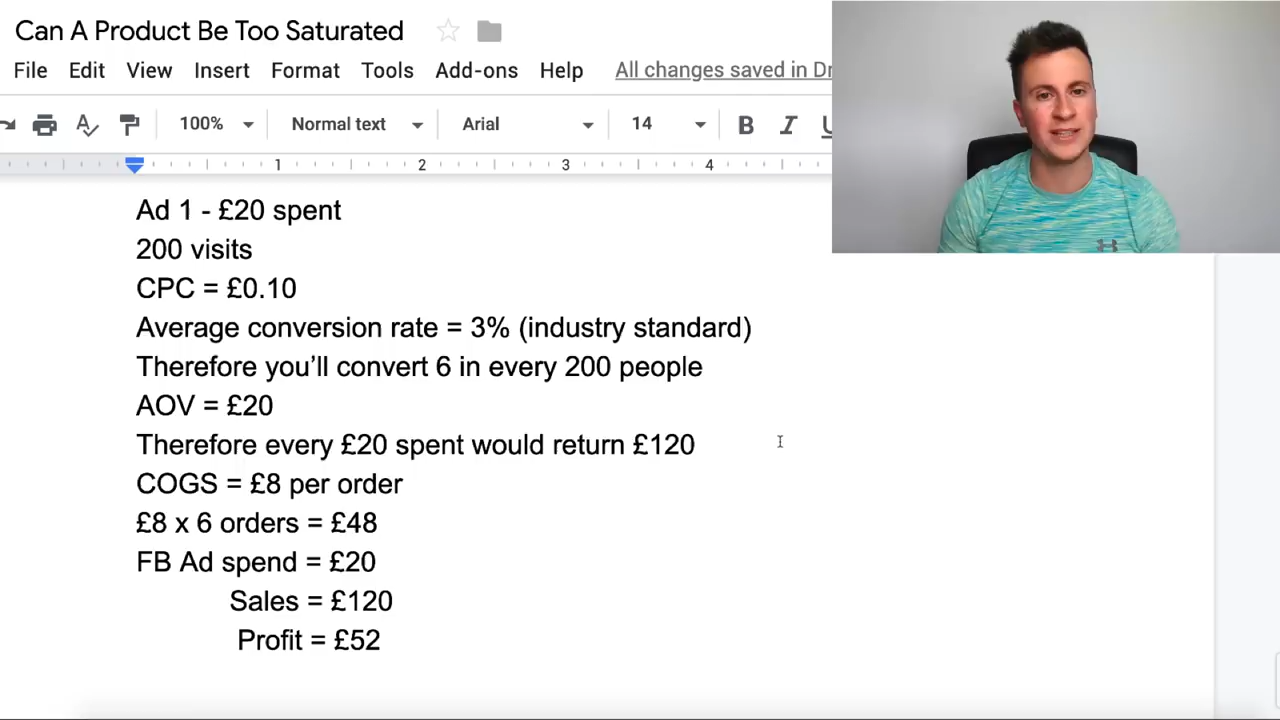 Can A Product Be Too Saturated
File Edit View Insert Format Tools Add-ons Help All changes saved in Dr
100% Normal text Arial 14 B I U
1 2 3 4
Ad 1 - £20 spent
200 visits
CPC = £0.10
Average conversion rate = 3% (industry standard)
Therefore you’ll convert 6 in every 200 people
AOV = £20
Therefore every £20 spent would return £120
COGS = £8 per order
£8 x 6 orders = £48
FB Ad spend = £20
Sales = £120
Profit = £52